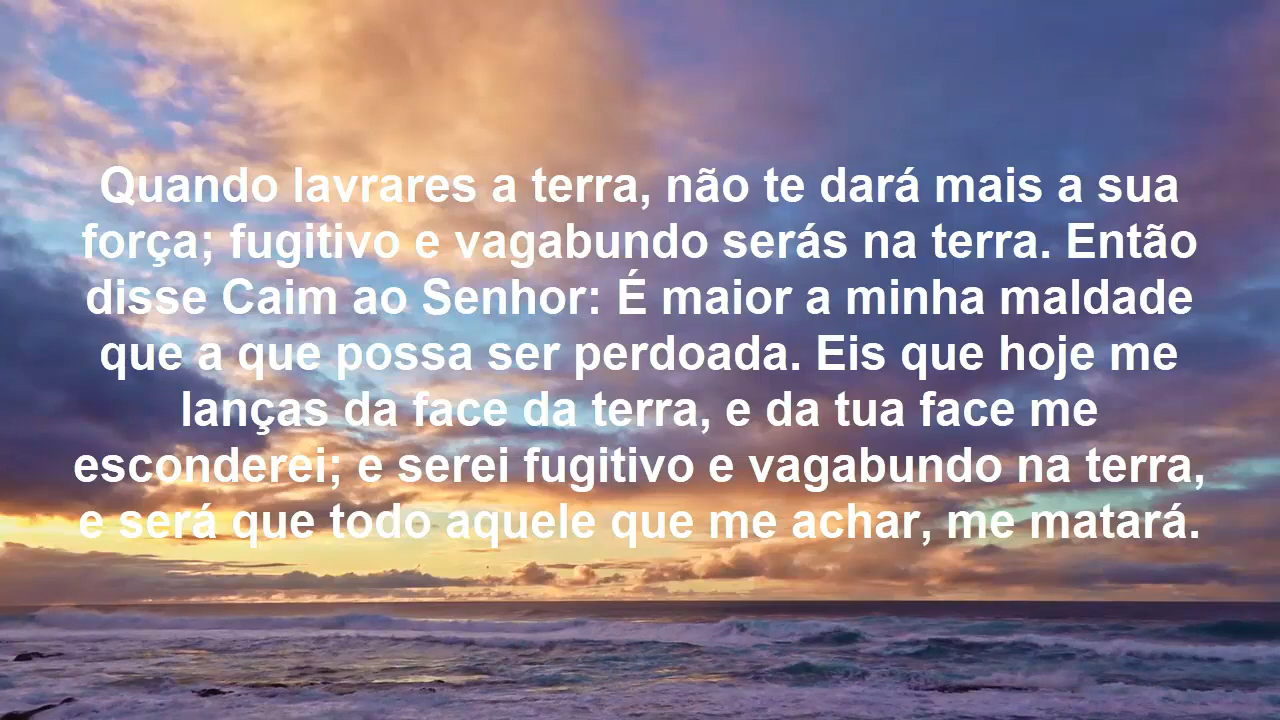 Quando lavrares a terra, não te dará mais a sua
força; fugitivo e vagabundo serás na terra. Então
disse Caim ao Senhor: É maior a minha maldade
que a que possa ser perdoada. Eis que hoje me
lanças da face da terra, e da tua face me
esconderei; e serei fugitivo e vagabundo na terra,
e será que todo aquele que me achar, me matará.